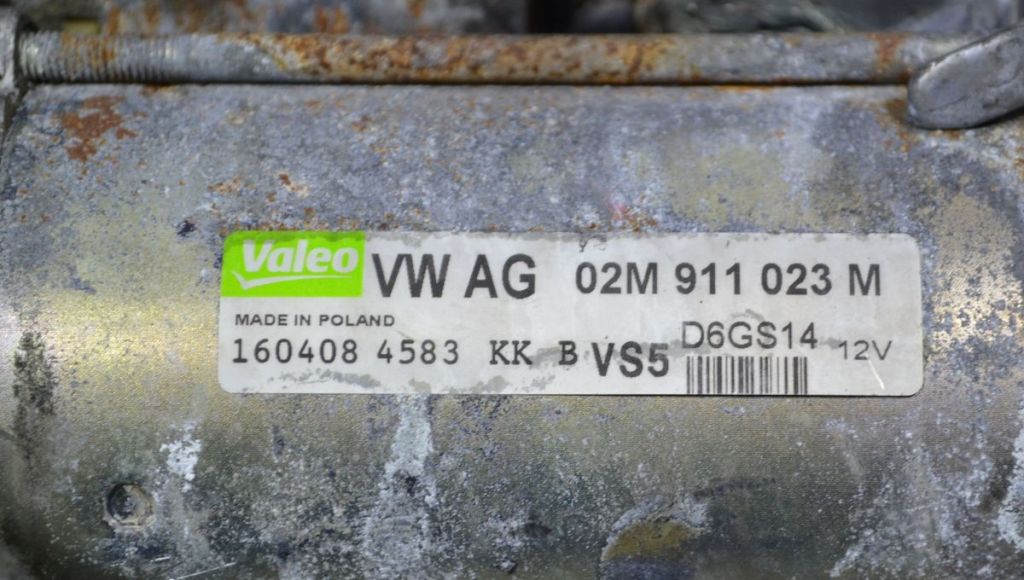 Valeo VW AG 02M 911 023 M
MADE IN POLAND
160408 4583 KK B VS5 D6GS14 12V